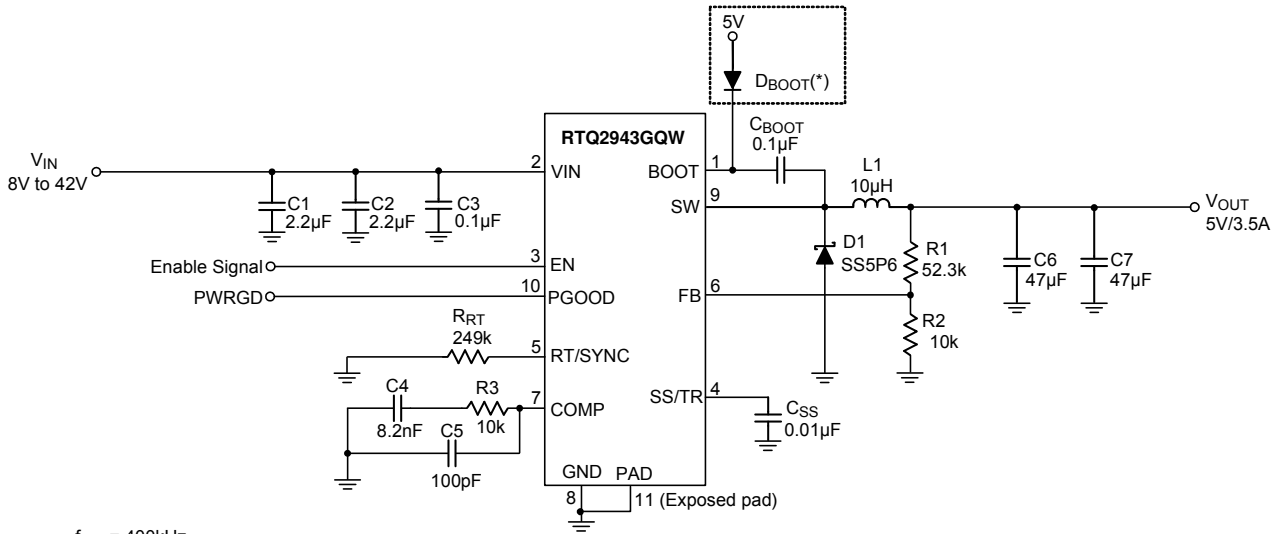 5V
DBOOT(*)
RTQ2943GQW
CBOOT
0.1µF
VIN
8V to 42V
2
VIN
BOOT
1
L1
10µH
SW
9
VOUT
5V/3.5A
C1
2.2µF
C2
2.2µF
C3
0.1µF
D1
SS5P6
R1
52.3k
C6
47µF
C7
47µF
Enable Signal
3
EN
PWRGD
10
PGOOD
FB
6
R2
10k
RRT
249k
5
RT/SYNC
C4
8.2nF
R3
10k
7
COMP
C5
100pF
SS/TR
4
CSS
0.01µF
GND
PAD
8
11 (Exposed pad)